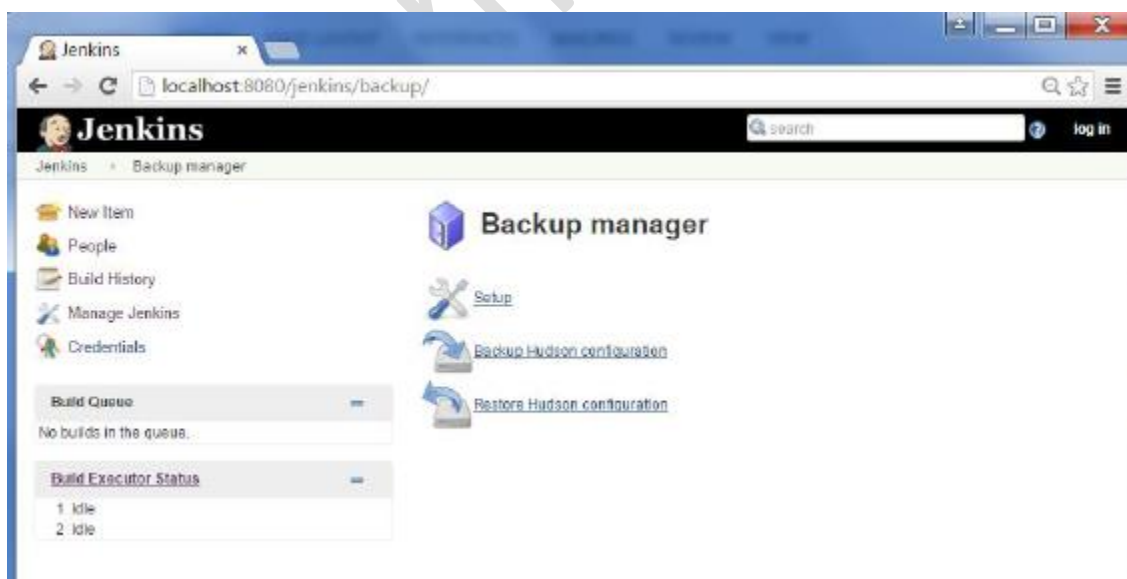 Jenkins
localhost:8080/jenkins/backup/
Jenkins
search
log in
Jenkins
Backup manager
New Item
People
Build History
Manage Jenkins
Credentials
Build Queue
No builds in the queue.
Build Executor Status
1 Idle
2 Idle
Backup manager
Setup
Backup Hudson configuration
Restore Hudson configuration